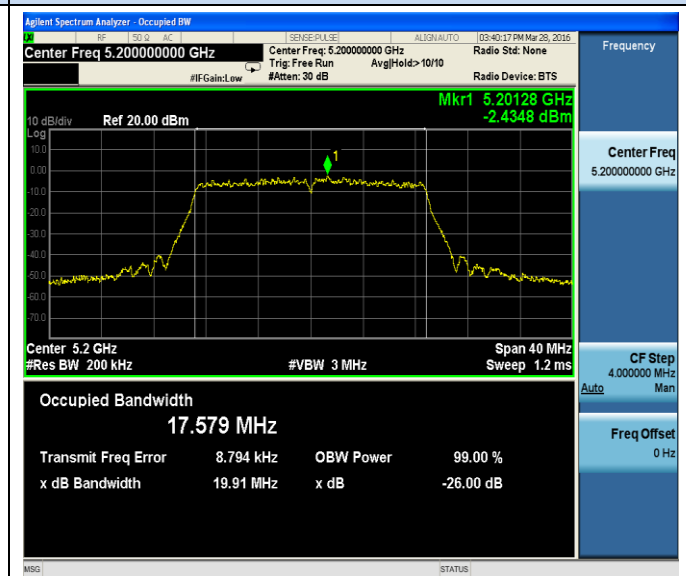 Agilent Spectrum Analyzer - Occupied BW
RF 50 Ω AC SENSE:PULSE ALIGNAUTO 03:40:17 PM Mar 28, 2016
Center Freq 5.200000000 GHz
Center Freq: 5.200000000 GHz
Radio Std: None
Trig: Free Run Avg|Hold:> 10/10
#IFGain:Low #Atten: 30 dB Radio Device: BTS
Mkr1 5.20128 GHz
10 dB/div Ref 20.00 dBm -2.4348 dBm
Log
10.0
0.00
-10.0
-20.0
-30.0
-40.0
-50.0
-60.0
-70.0
1
Center 5.2 GHz Span 40 MHz
#Res BW 200 kHz #VBW 3 MHz Sweep 1.2 ms
Occupied Bandwidth
17.579 MHz
Transmit Freq Error 8.794 kHz OBW Power 99.00 %
x dB Bandwidth 19.91 MHz x dB -26.00 dB
Frequency
Center Freq
5.200000000 GHz
CF Step
4.000000 MHz
Auto Man
Freq Offset
0 Hz
MSG STATUS